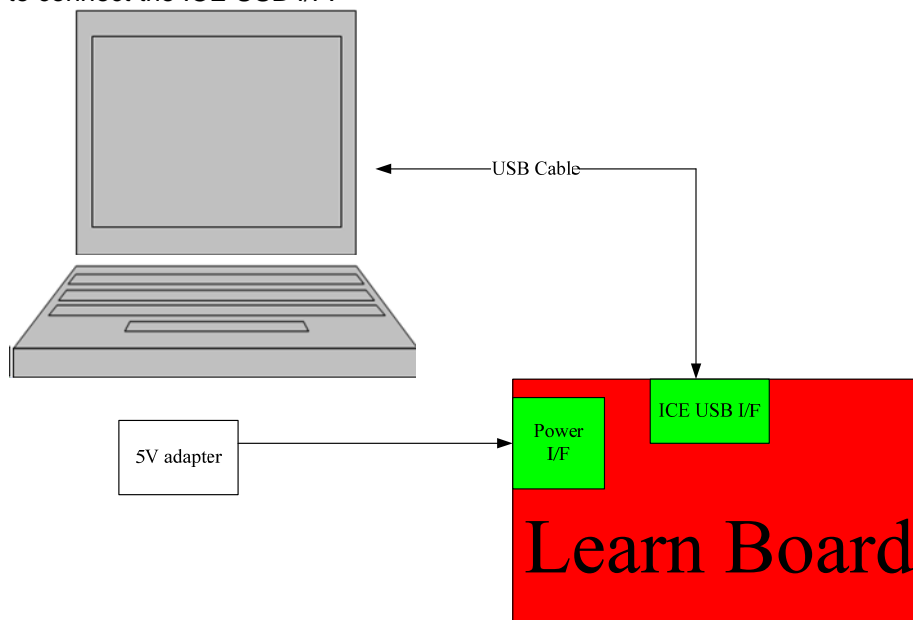 USB Cable
ICE USB I/F
Power
I/F
5V adapter
Learn Board